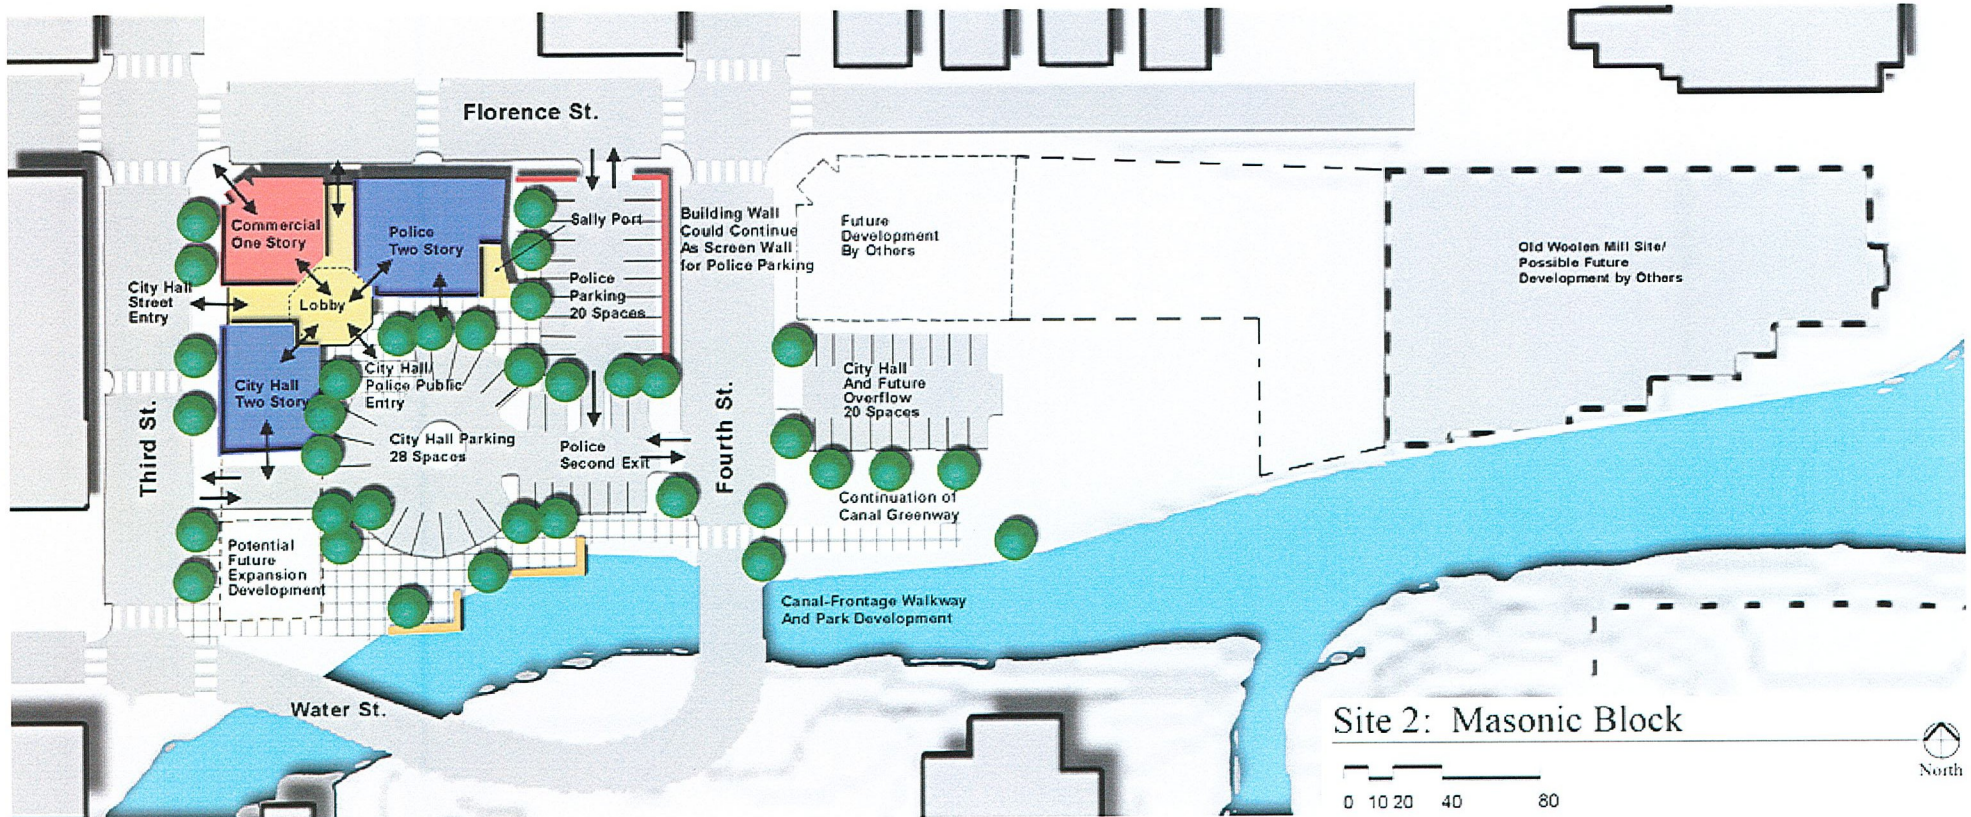 Florence St.
Commercial
One Story
Police
Two Story
Sally Port
Building Wall
Could Continue
As Screen Wall
for Police Parking
Future
Development
By Others
Old Woolen Mill Site/
Possible Future
Development by Others
City Hall
Street
Entry
Lobby
Police
Parking
20 Spaces
City Hall/
Police Public
Entry
City Hall
Two Story
City Hall
And Future
Overflow
20 Spaces
Third St.
City Hall Parking
28 Spaces
Police
Second Exit
Fourth St.
Continuation of
Canal Greenway
Potential
Future
Expansion
Development
Canal-Frontage Walkway
And Park Development
Water St.
Site 2: Masonic Block
0 10 20 40 80
North